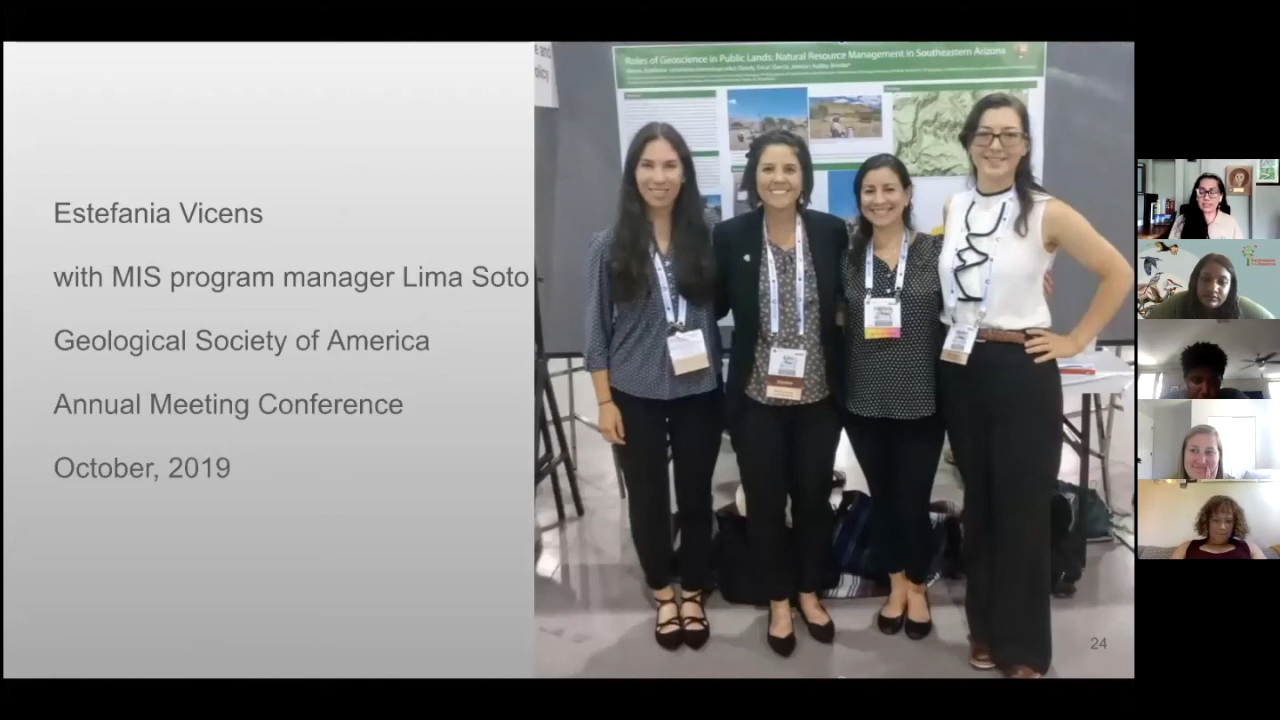 Estefania Vicens
with MIS program manager Lima Soto
Geological Society of America
Annual Meeting Conference
October, 2019
Roles of Geoscience in Public Lands: Natural Resource Management in Southeastern Arizona
24